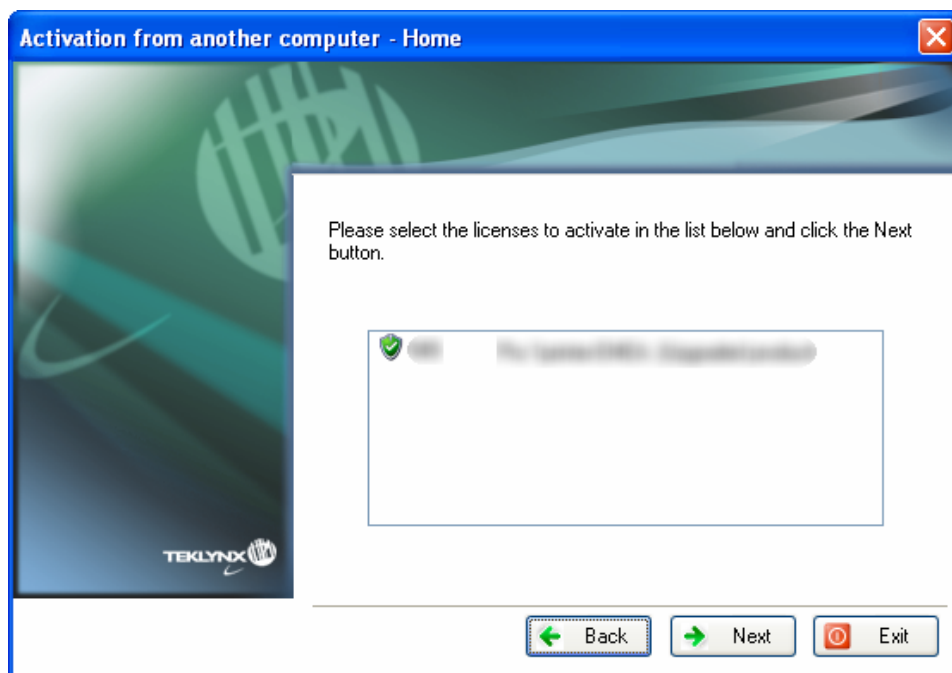 Activation from another computer - Home
Please select the licenses to activate in the list below and click the Next
button.
TEKLYNX
Back
Next
Exit